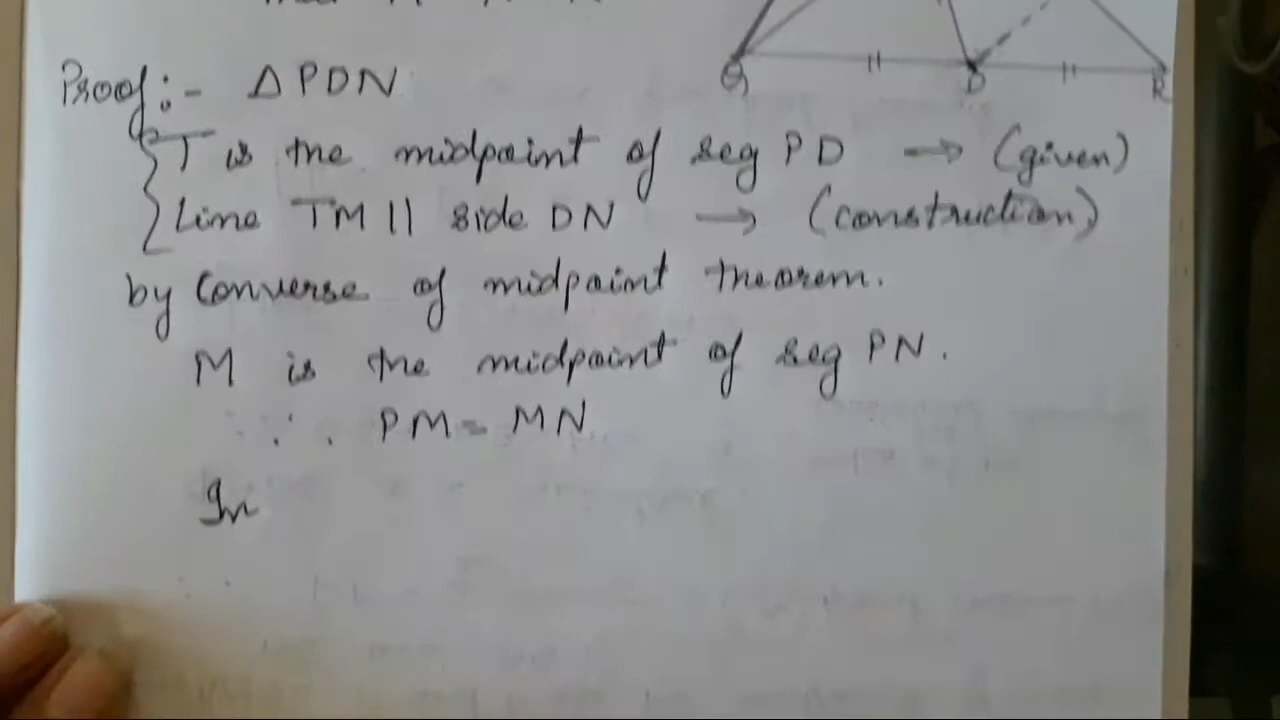 Q D R
Proof :- △PDN
T is the midpoint of seg PD → (given)
Line TM || side DN → (construction)
by Converse of midpoint theorem.
M is the midpoint of seg PN.
∴ PM = MN
In